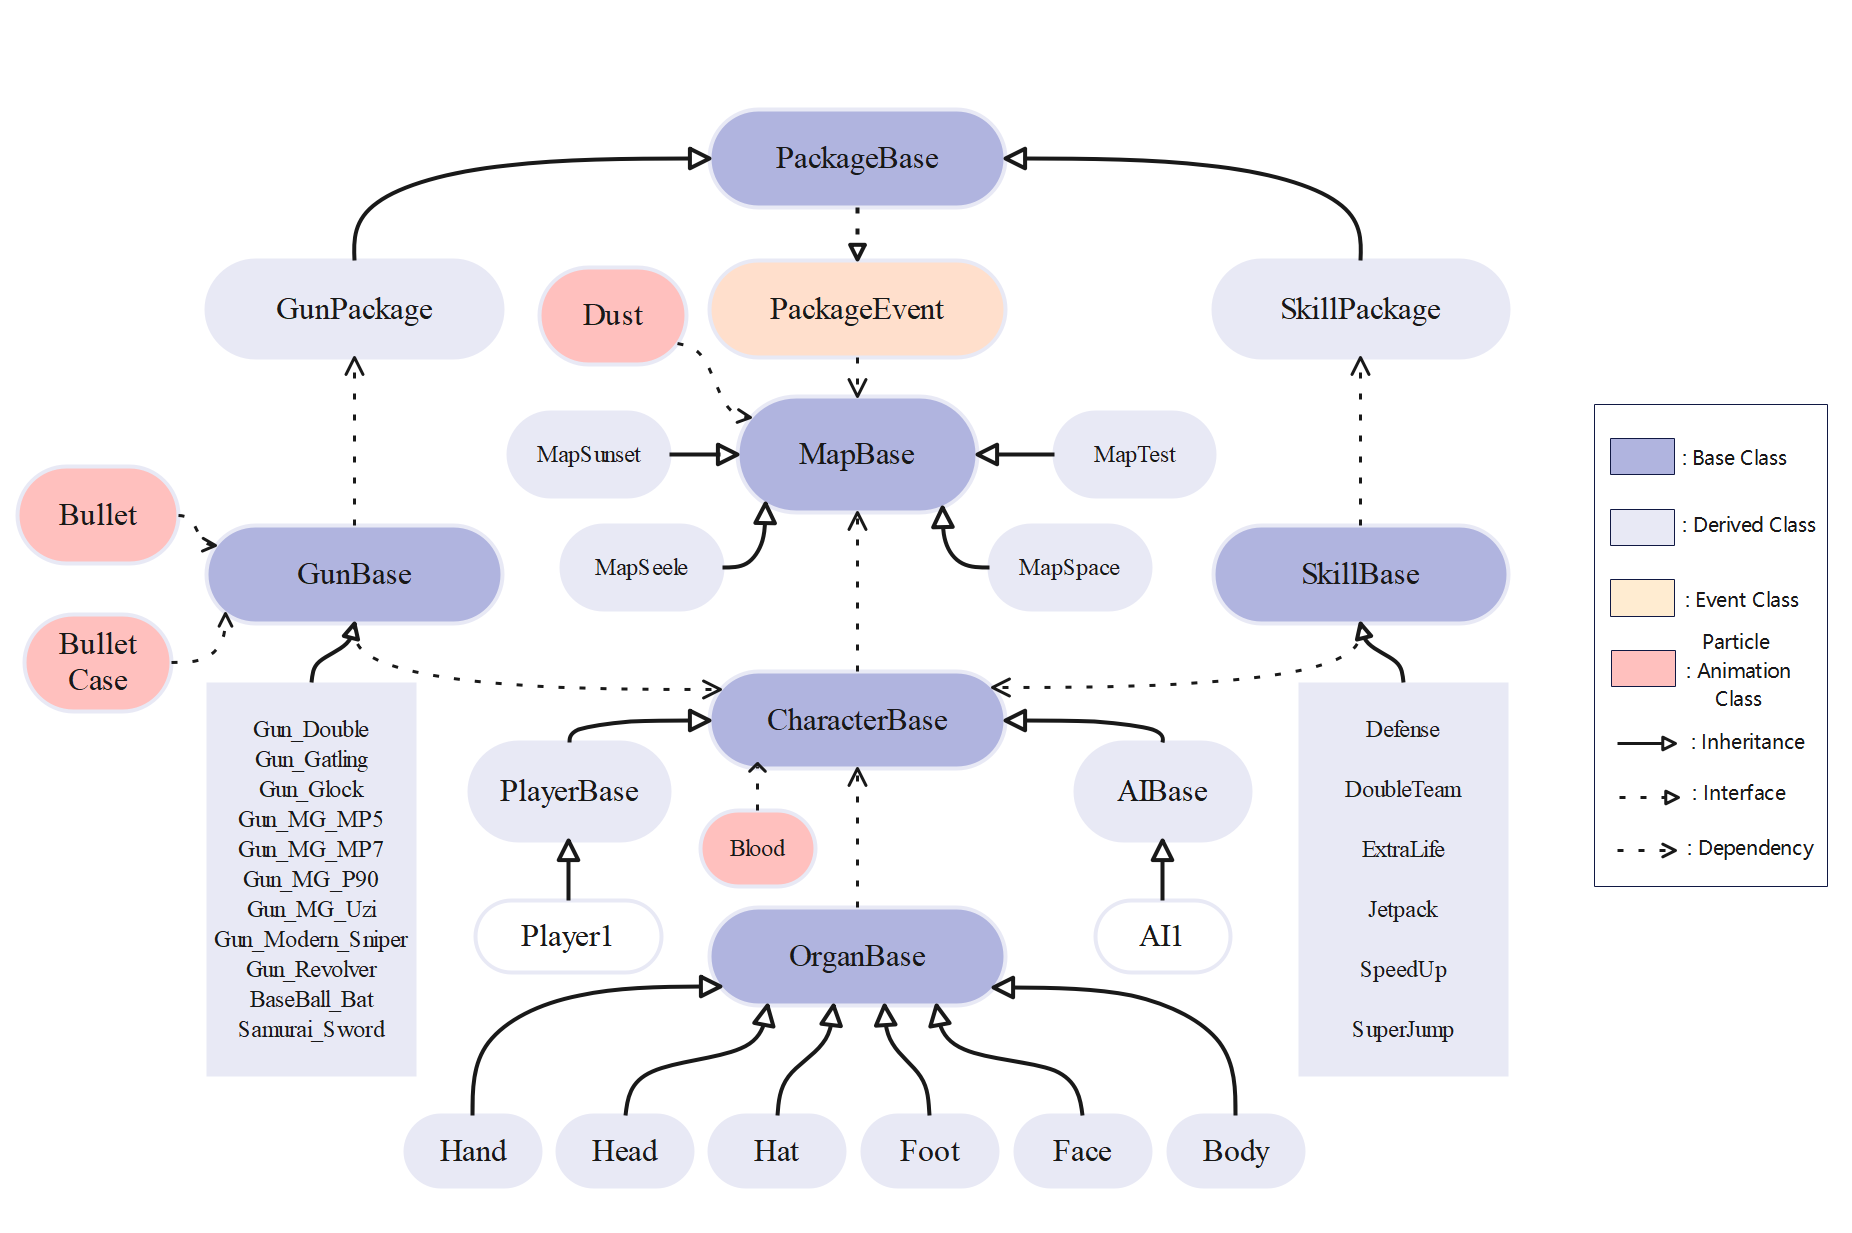 PackageBase
GunPackage
Dust
PackageEvent
SkillPackage
MapSunset
MapBase
MapTest
Bullet
MapSeele
MapSpace
GunBase
SkillBase
Bullet
Case
CharacterBase
PlayerBase
AIBase
Blood
Player1
AI1
OrganBase
Gun_Double
Gun_Gatling
Gun_Glock
Gun_MG_MP5
Gun_MG_MP7
Gun_MG_P90
Gun_MG_Uzi
Gun_Modern_Sniper
Gun_Revolver
BaseBall_Bat
Samurai_Sword
Defense
DoubleTeam
ExtraLife
Jetpack
SpeedUp
SuperJump
Hand
Head
Hat
Foot
Face
Body
: Base Class
: Derived Class
: Event Class
Particle
: Animation
Class
: Inheritance
: Interface
: Dependency